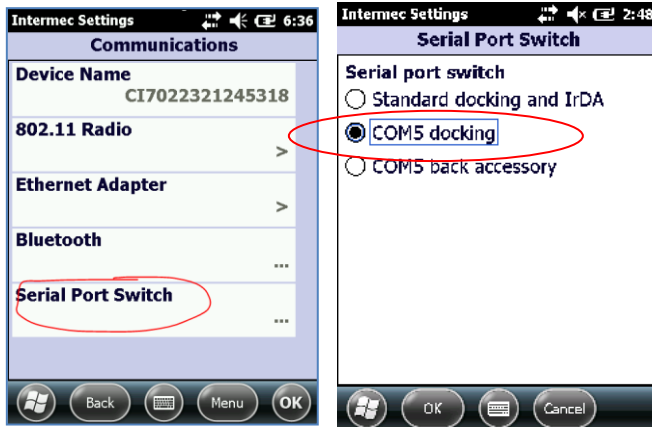 Intermec Settings 6:36
Communications
Device Name
CI7022321245318
802.11 Radio
>
Ethernet Adapter
>
Bluetooth
...
Serial Port Switch
...
Back Menu OK
Intermec Settings 2:48
Serial Port Switch
Serial port switch
Standard docking and IrDA
COM5 docking
COM5 back accessory
OK Cancel